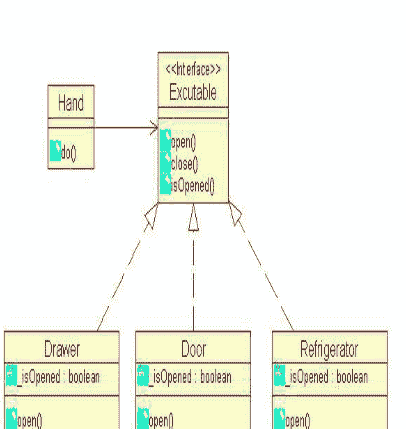 <<Interface>>
Excutable
Hand
do()
open()
close()
isOpened()
Drawer
_isOpened : boolean
open()
Door
_isOpened : boolean
open()
Refrigerator
_isOpened : boolean
open()